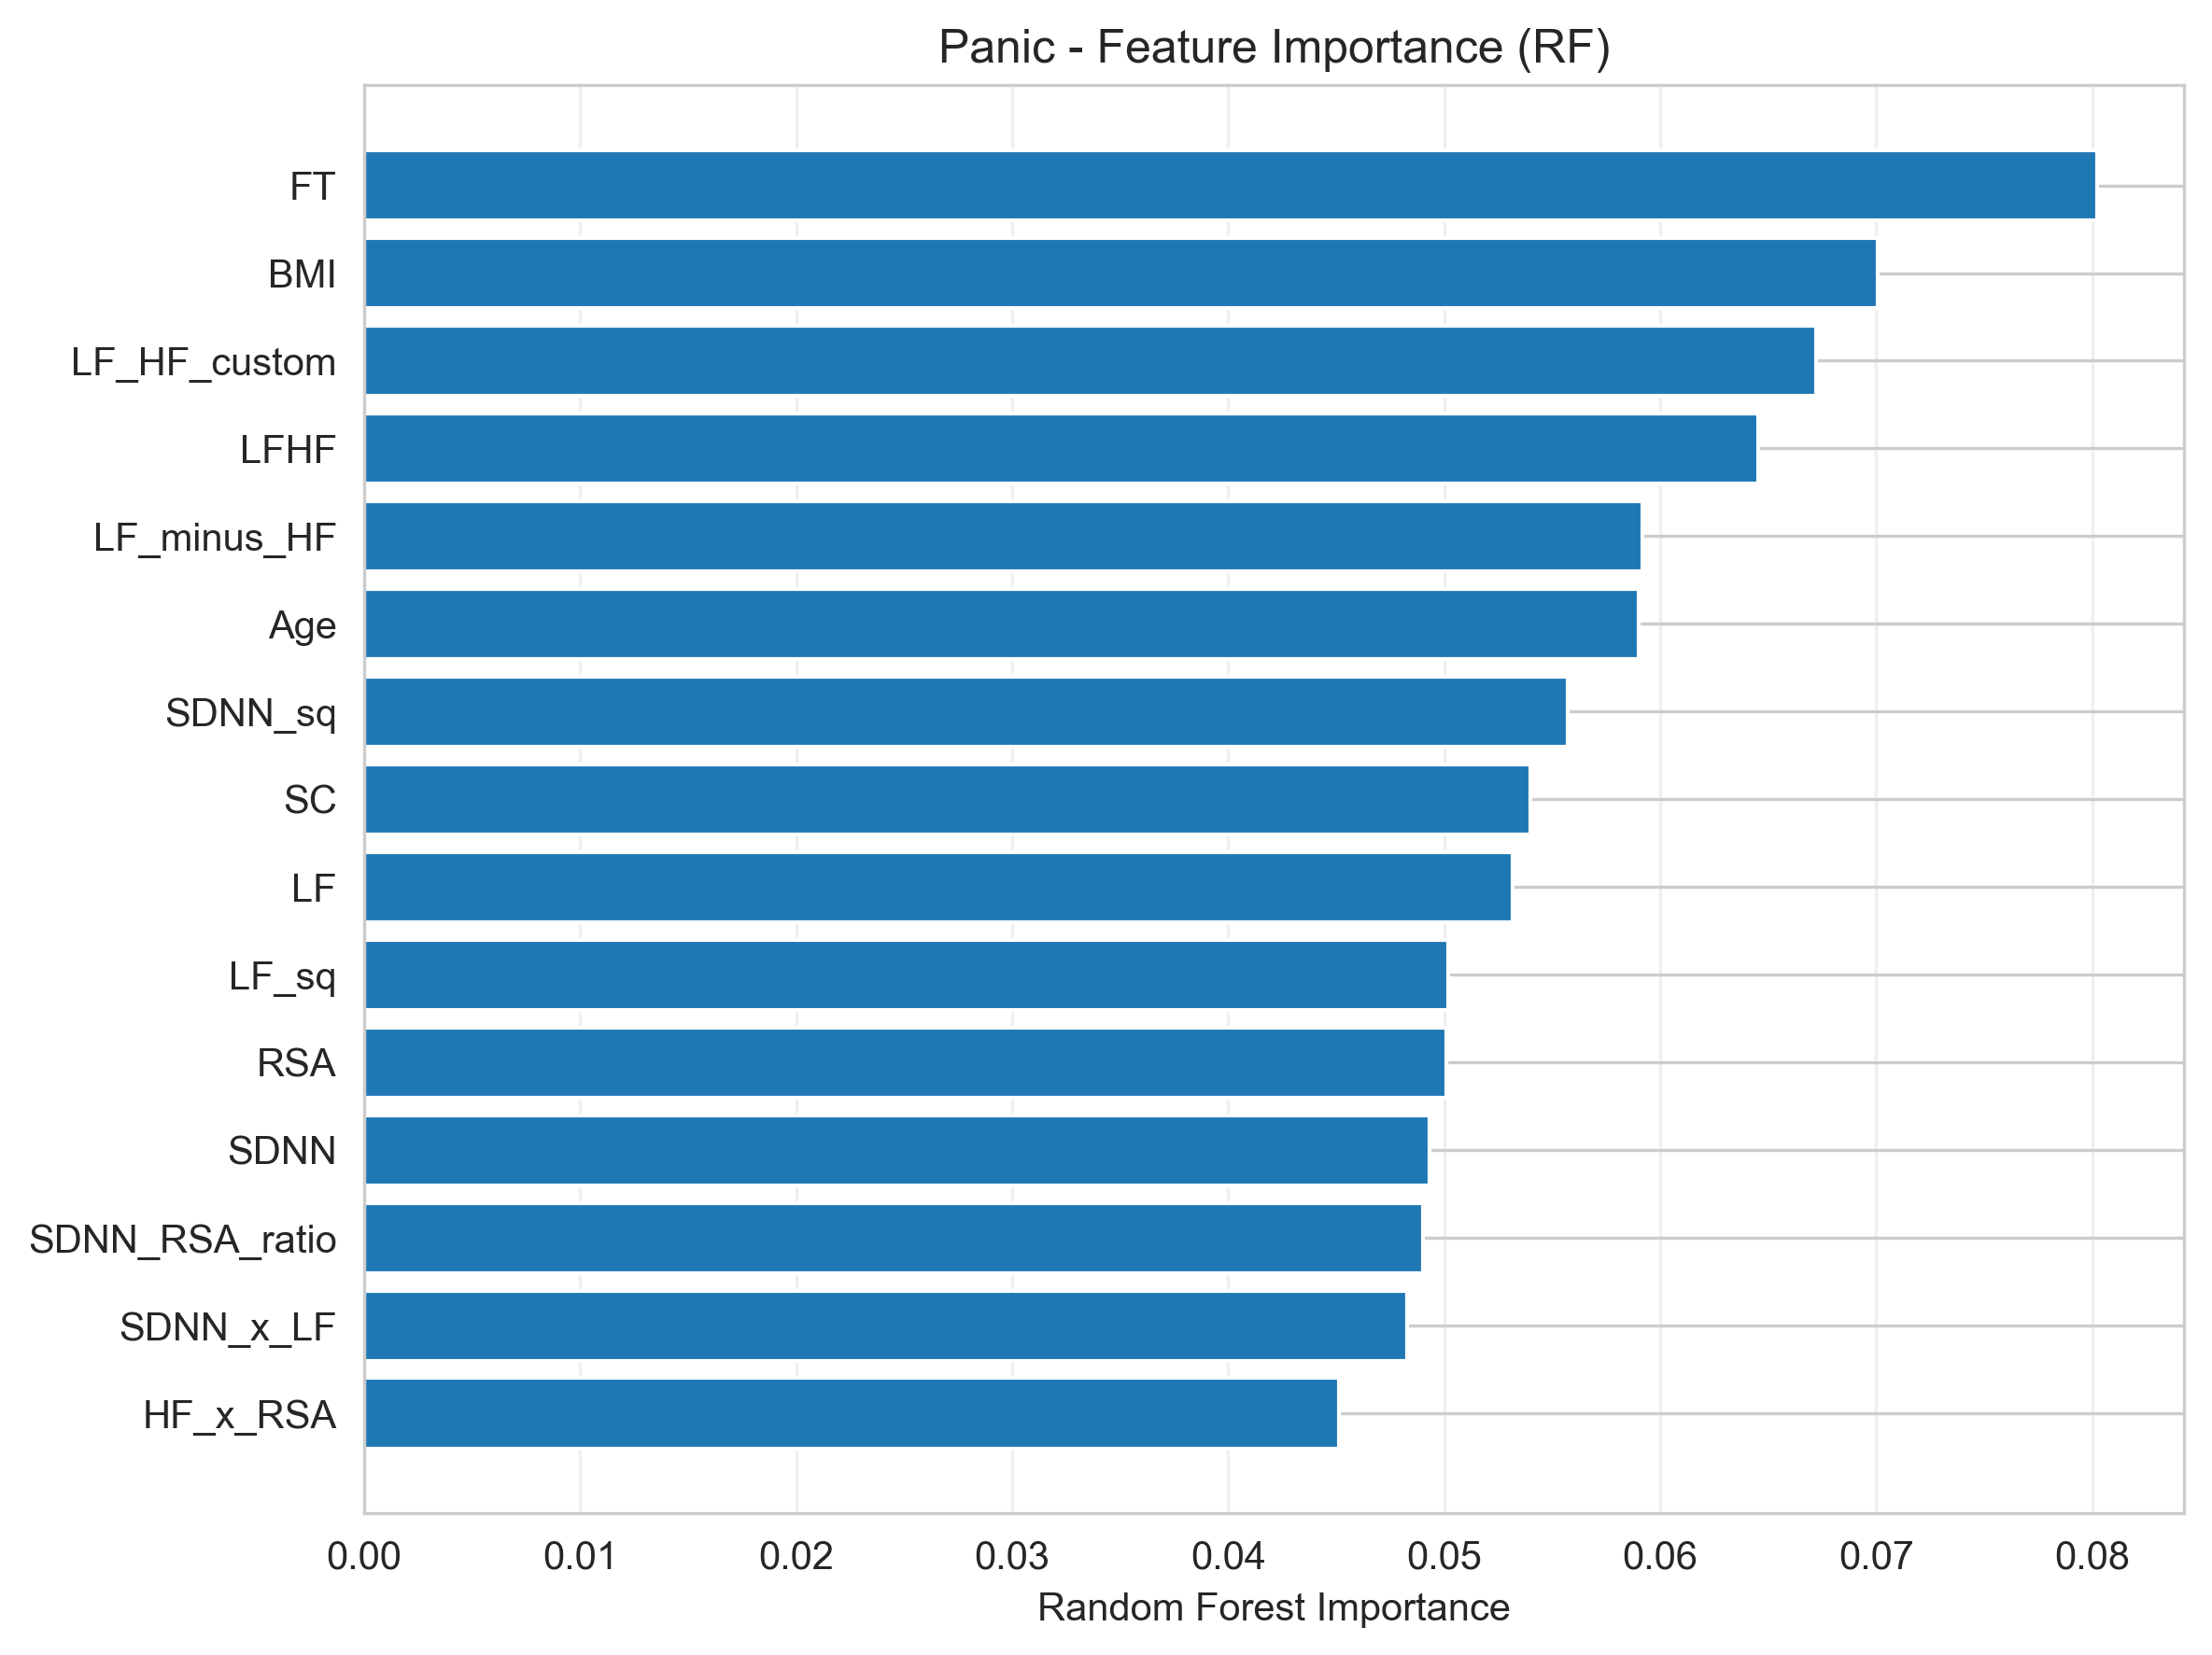 Panic - Feature Importance (RF)
FT
BMI
LF_HF_custom
LFHF
LF_minus_HF
Age
SDNN_sq
SC
LF
LF_sq
RSA
SDNN
SDNN_RSA_ratio
SDNN_x_LF
HF_x_RSA
0.00 0.01 0.02 0.03 0.04 0.05 0.06 0.07 0.08
Random Forest Importance